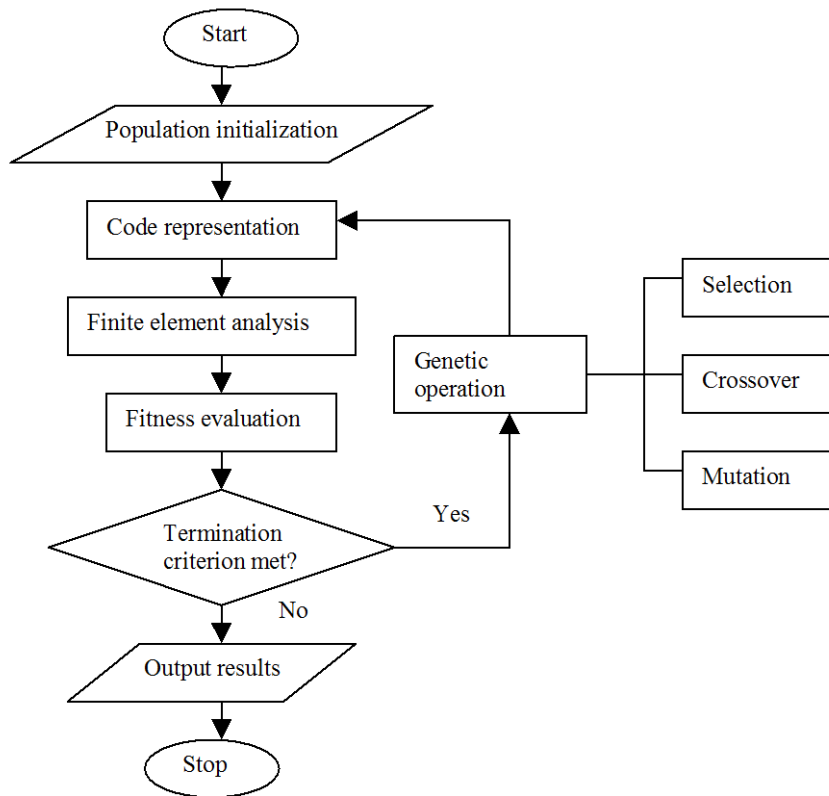 Start
Population initialization
Code representation
Finite element analysis
Fitness evaluation
Termination
criterion met?
Yes
No
Output results
Stop
Genetic
operation
Selection
Crossover
Mutation